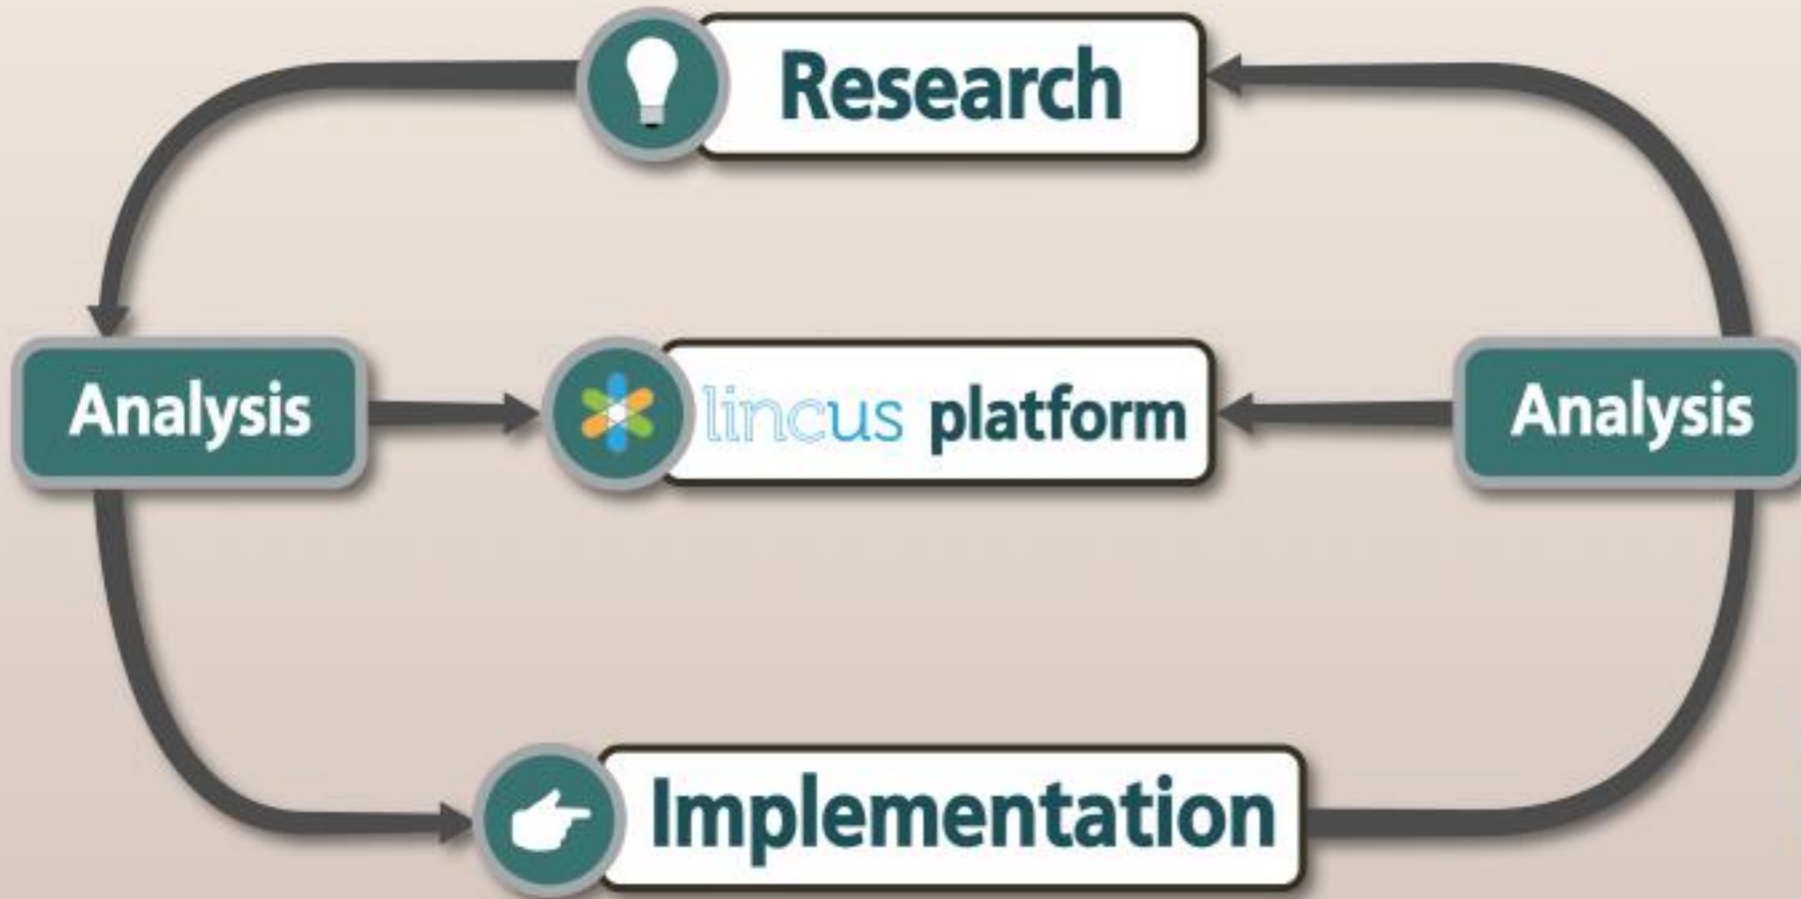 Research
Analysis
lincus platform
Analysis
Implementation